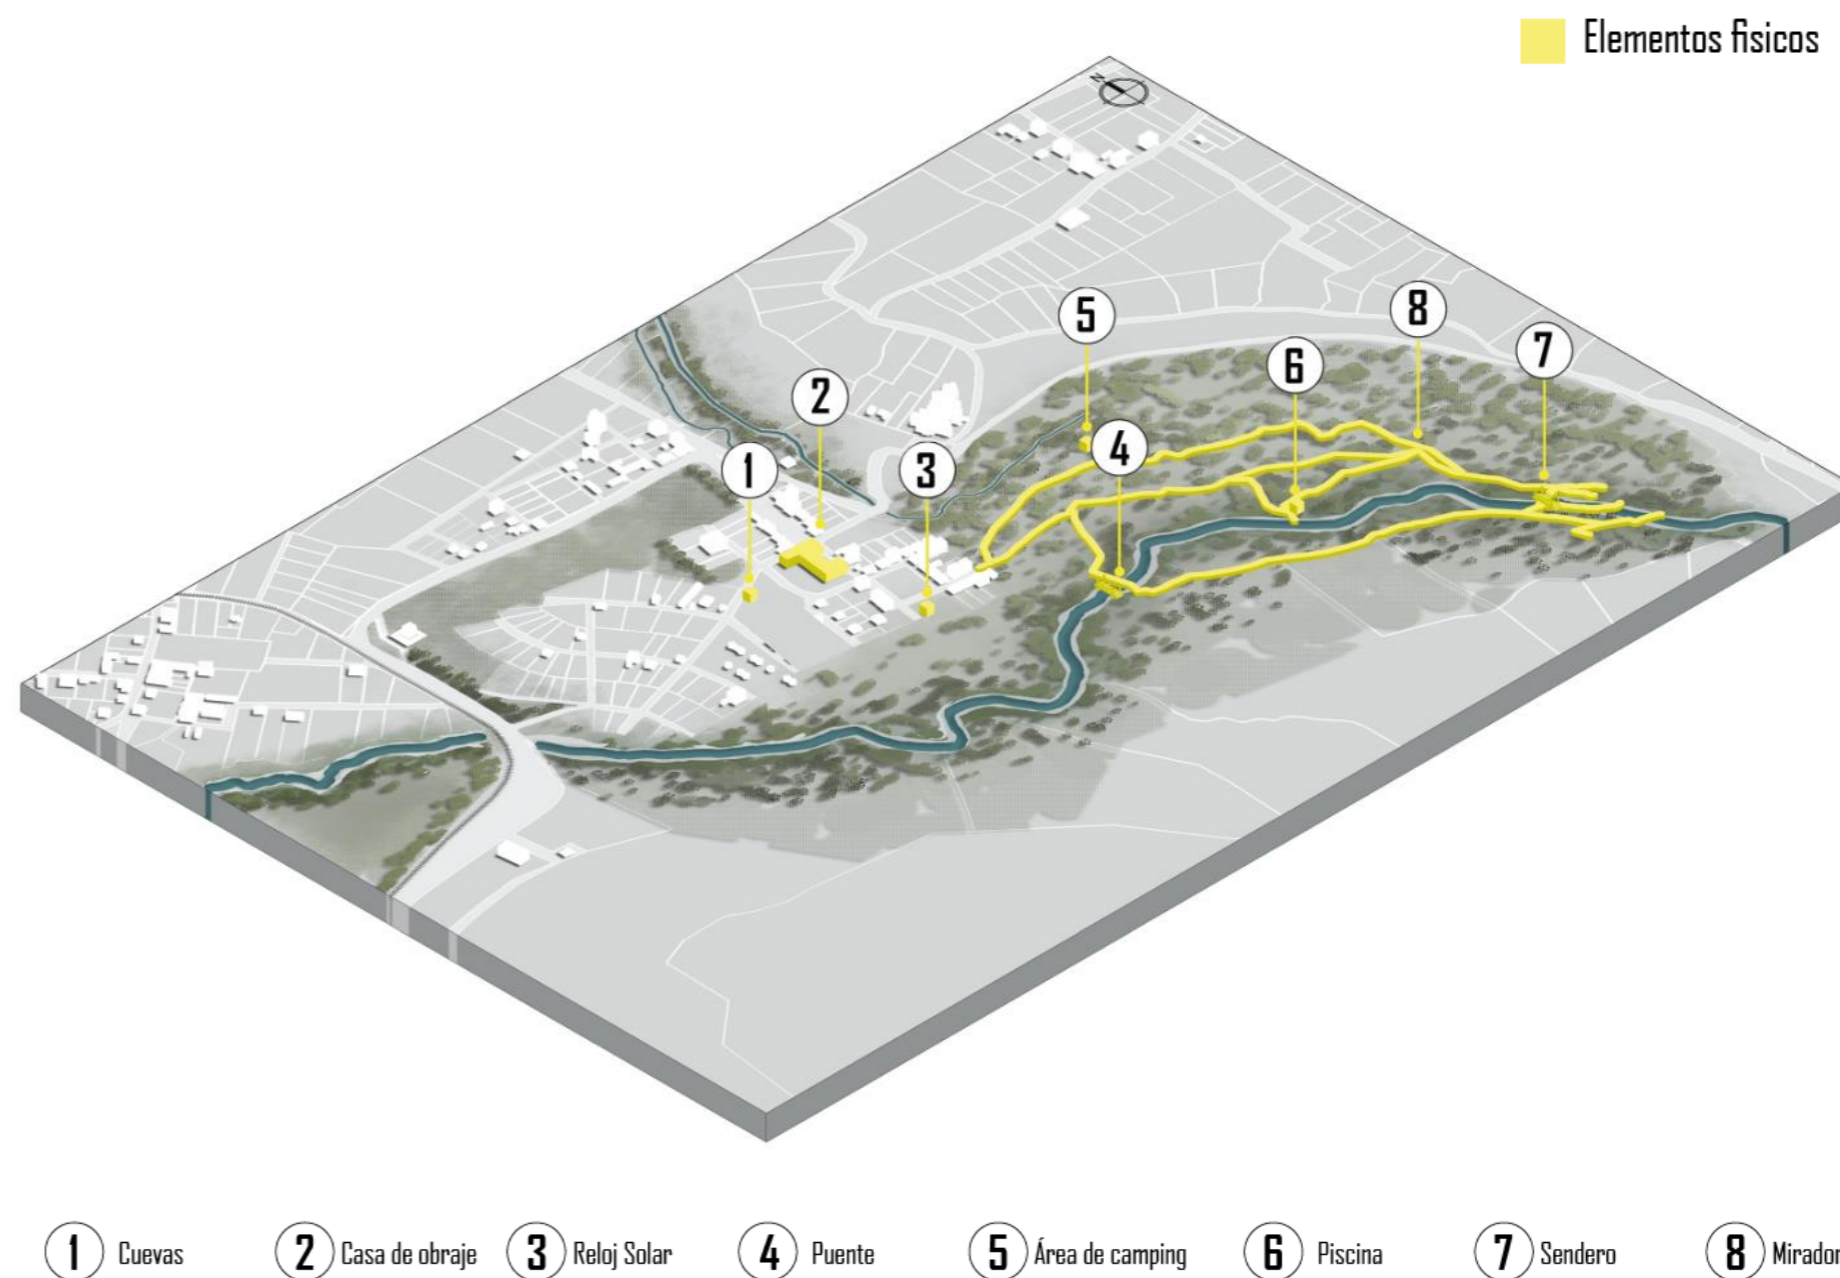 Elementos fisicos
N
5
8
7
6
2
4
1
3
1 Cuevas
2 Casa de obraje
3 Reloj Solar
4 Puente
5 Área de camping
6 Piscina
7 Sendero
8 Mirador